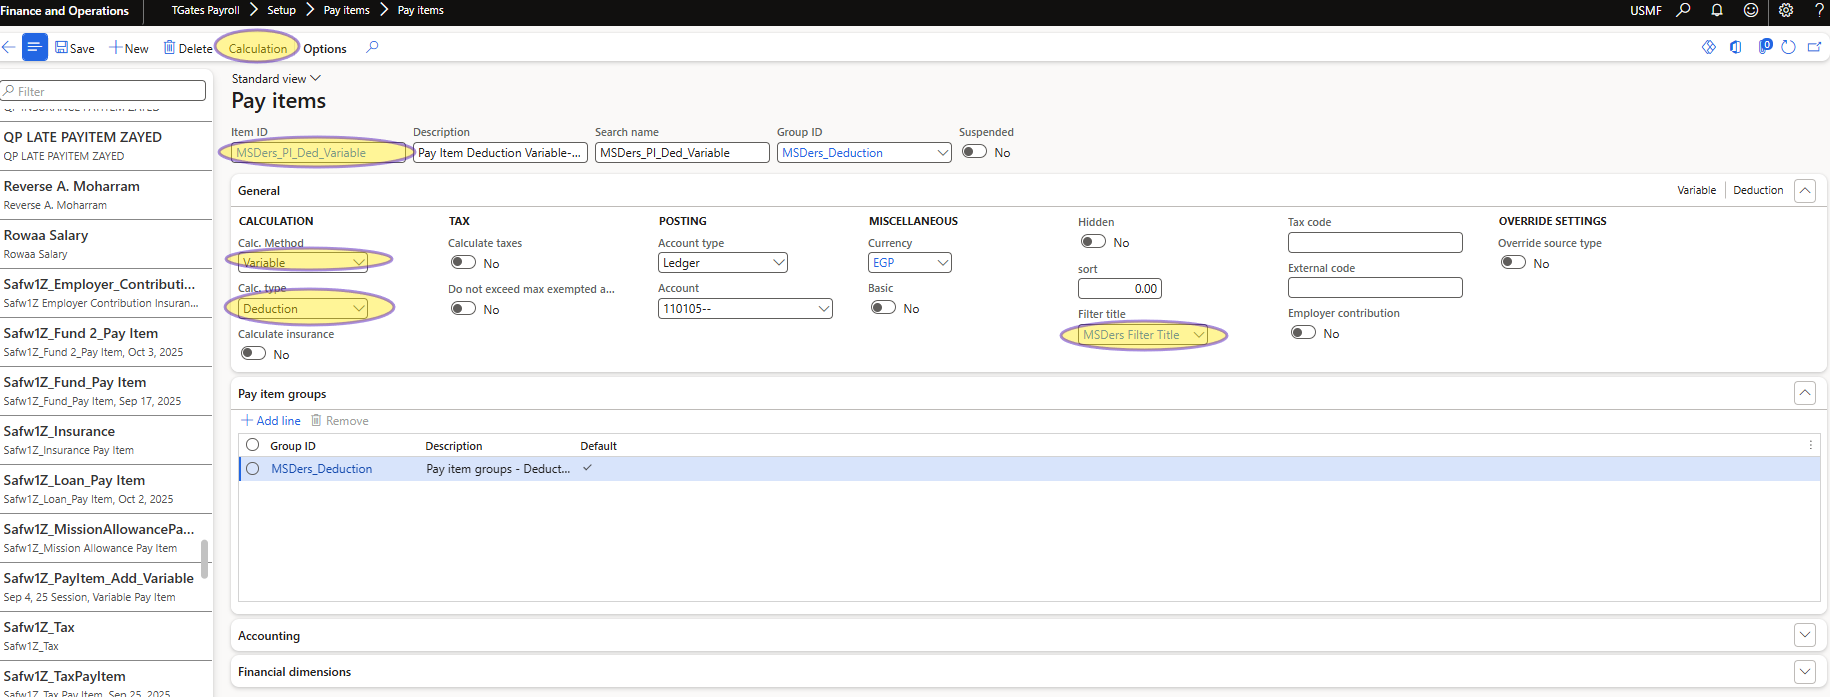 Finance and Operations
TGates Payroll > Setup > Pay items > Pay items
USMF
Save
New
Delete
Calculation
Options
0
Filter
QP LATE PAYITEM ZAYED
QP LATE PAYITEM ZAYED
Reverse A. Moharram
Reverse A. Moharram
Rowaa Salary
Rowaa Salary
Safw1Z_Employer_Contributi...
Safw1Z Employer Contribution Insuran...
Safw1Z_Fund 2_Pay Item
Safw1Z_Fund 2_Pay Item, Oct 3, 2025
Safw1Z_Fund_Pay Item
Safw1Z_Fund_Pay Item, Sep 17, 2025
Safw1Z_Insurance
Safw1Z_Insurance Pay Item
Safw1Z_Loan_Pay Item
Safw1Z_Loan_Pay Item, Oct 2, 2025
Safw1Z_MissionAllowancePa...
Safw1Z_Mission Allowance Pay Item
Safw1Z_PayItem_Add_Variable
Sep 4, 25 Session, Variable Pay Item
Safw1Z_Tax
Safw1Z_Tax
Safw1Z_TaxPayItem
Safw1Z_Tax Pay Item, Sep 25, 2025
Standard view
Pay items
Item ID
MSDers_PI_Ded_Variable
Description
Pay Item Deduction Variable-...
Search name
MSDers_PI_Ded_Variable
Group ID
MSDers_Deduction
Suspended
No
General
Variable | Deduction
CALCULATION
Calc. Method
Variable
Calc. type
Deduction
Calculate insurance
No
TAX
Calculate taxes
No
Do not exceed max exempted a...
No
POSTING
Account type
Ledger
Account
110105--
MISCELLANEOUS
Currency
EGP
Basic
No
Hidden
No
sort
0.00
Filter title
MSDers Filter Title
Tax code
External code
Employer contribution
No
OVERRIDE SETTINGS
Override source type
No
Pay item groups
Add line
Remove
Group ID Description Default
MSDers_Deduction Pay item groups - Deduct...
Accounting
Financial dimensions